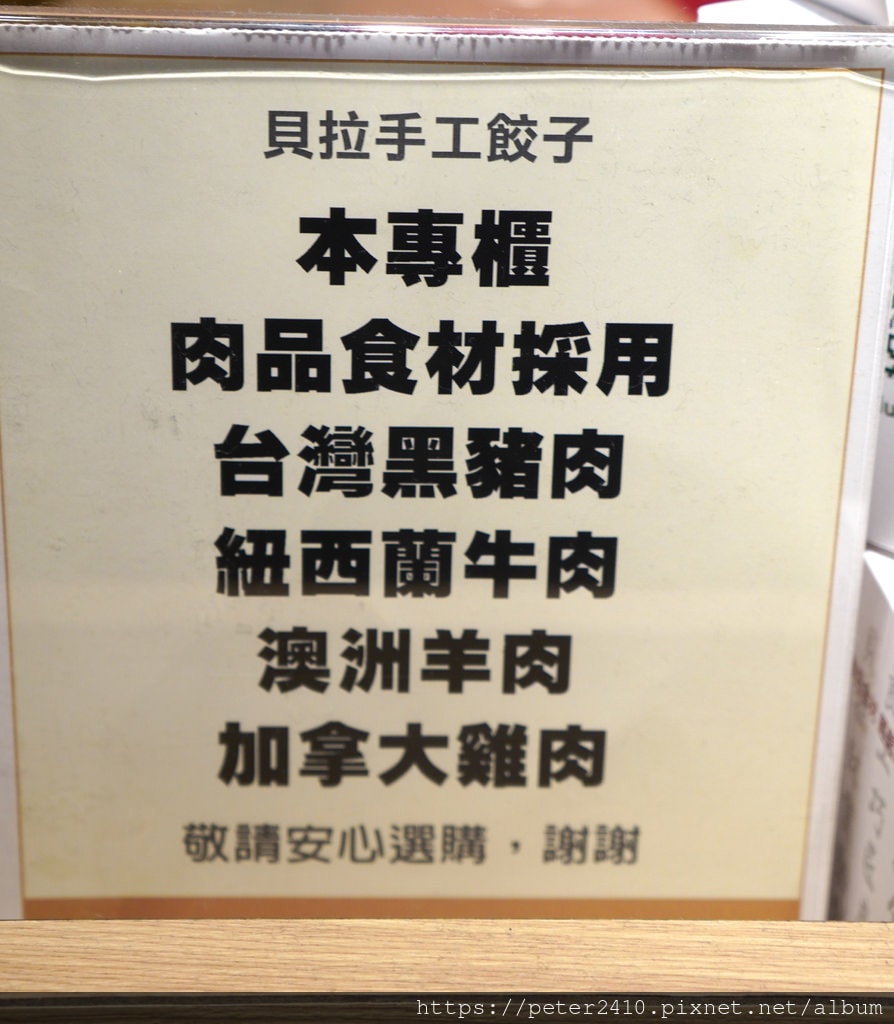 貝拉手工餃子
本專櫃
肉品食材採用
台灣黑豬肉
紐西蘭牛肉
澳洲羊肉
加拿大雞肉
敬請安心選購，謝謝
https://peter2410.pixnet.net/album